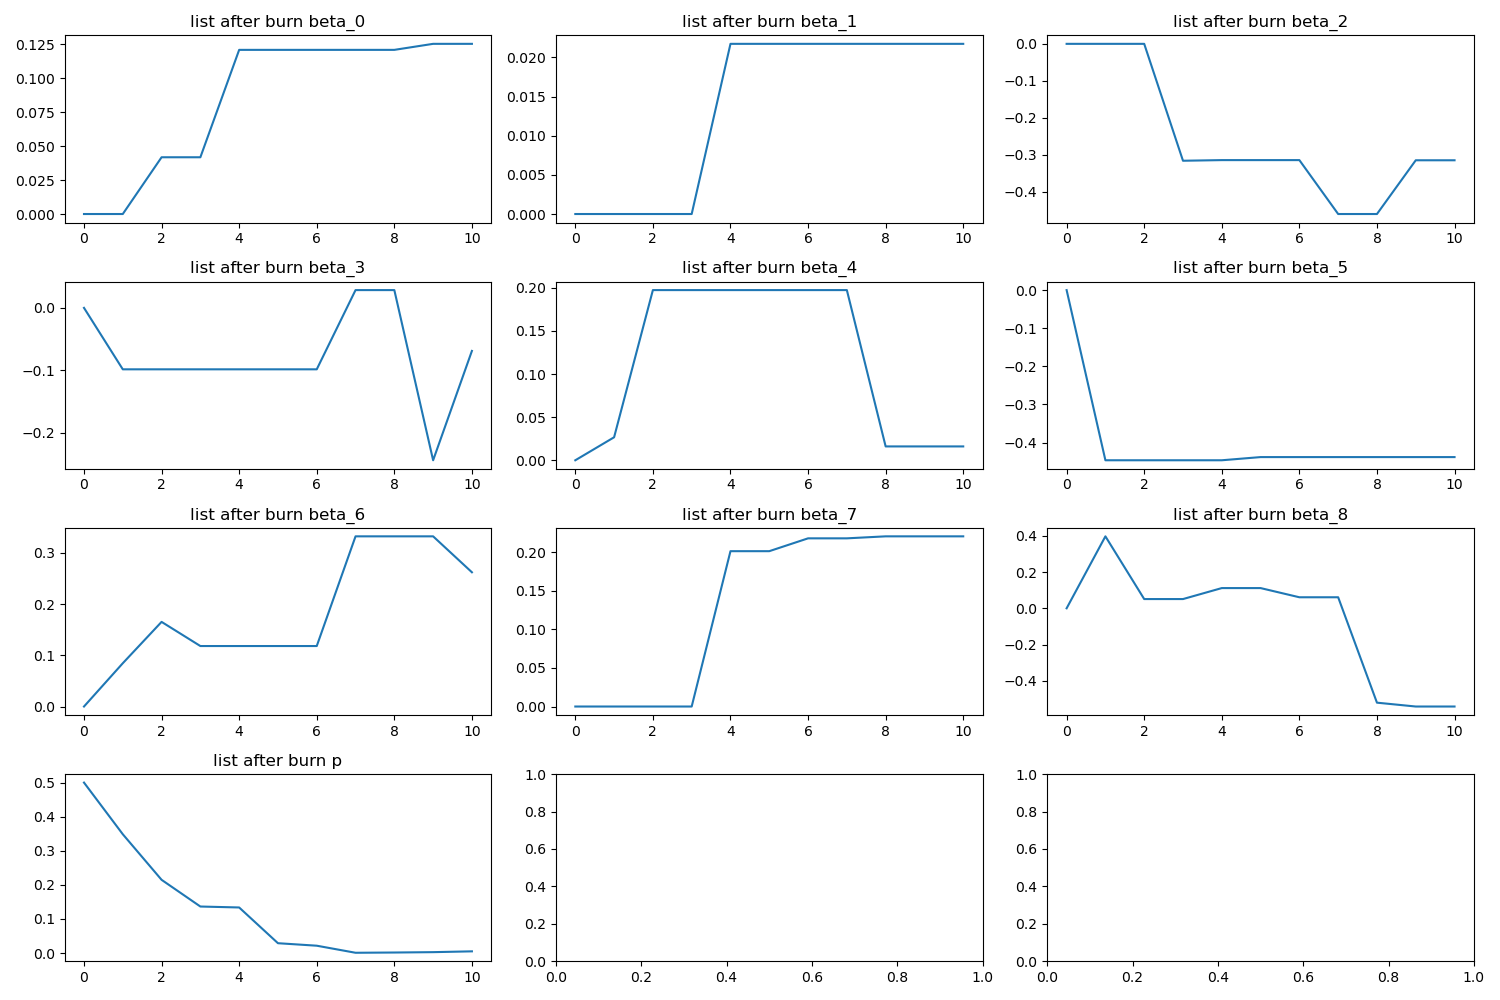 list after burn beta_0
list after burn beta_1
list after burn beta_2
0.125
0.100
0.075
0.050
0.025
0.000
0 2 4 6 8 10
0.020
0.015
0.010
0.005
0.000
0 2 4 6 8 10
0.0
−0.1
−0.2
−0.3
−0.4
0 2 4 6 8 10
list after burn beta_3
list after burn beta_4
list after burn beta_5
0.0
−0.1
−0.2
0 2 4 6 8 10
0.20
0.15
0.10
0.05
0.00
0 2 4 6 8 10
0.0
−0.1
−0.2
−0.3
−0.4
0 2 4 6 8 10
list after burn beta_6
list after burn beta_7
list after burn beta_8
0.3
0.2
0.1
0.0
0 2 4 6 8 10
0.20
0.15
0.10
0.05
0.00
0 2 4 6 8 10
0.4
0.2
0.0
−0.2
−0.4
0 2 4 6 8 10
list after burn p
0.5
0.4
0.3
0.2
0.1
0.0
0 2 4 6 8 10
1.0
0.8
0.6
0.4
0.2
0.0
0.0 0.2 0.4 0.6 0.8 1.0
1.0
0.8
0.6
0.4
0.2
0.0
0.0 0.2 0.4 0.6 0.8 1.0